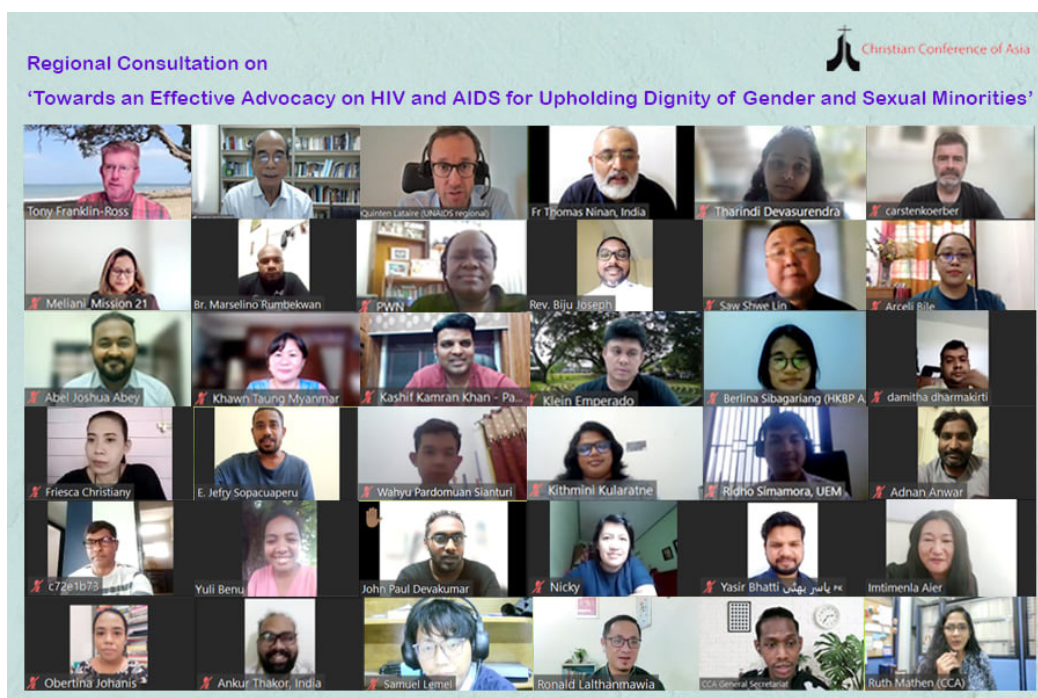 Christian Conference of Asia
Regional Consultation on
‘Towards an Effective Advocacy on HIV and AIDS for Upholding Dignity of Gender and Sexual Minorities’
Tony Franklin-Ross
Quinten Lataire (UNAIDS regional)
Fr Thomas Ninan, India
Tharindi Devasurendra
carstenkoerber
Meliani_Mission 21
Br. Marselino Rumbekwan
PWN
Rev. Biju Joseph
Saw Shwe Lin
Arceli Bile
Abel Joshua Abey
Khawn Taung Myanmar
Kashif Kamran Khan - Pa...
Klein Emperado
Berlina Sibagariang (HKBP A.
damitha dharmakirti
Friesca Christiany
E. Jefry Sopacuaperu
Wahyu Pardomuan Sianturi
Kithmini Kularatne
Ridho Simamora, UEM
Adnan Anwar
c72e1b73
Yuli Benu
John Paul Devakumar
Nicky
Yasir Bhatti یاسر بھٹی PK
Imtimenla Aier
Obertina Johanis
Ankur Thakor, India
Samuel Lemel
Ronald Lalthanmawia
CCA General Secretariat
Ruth Mathen (CCA)